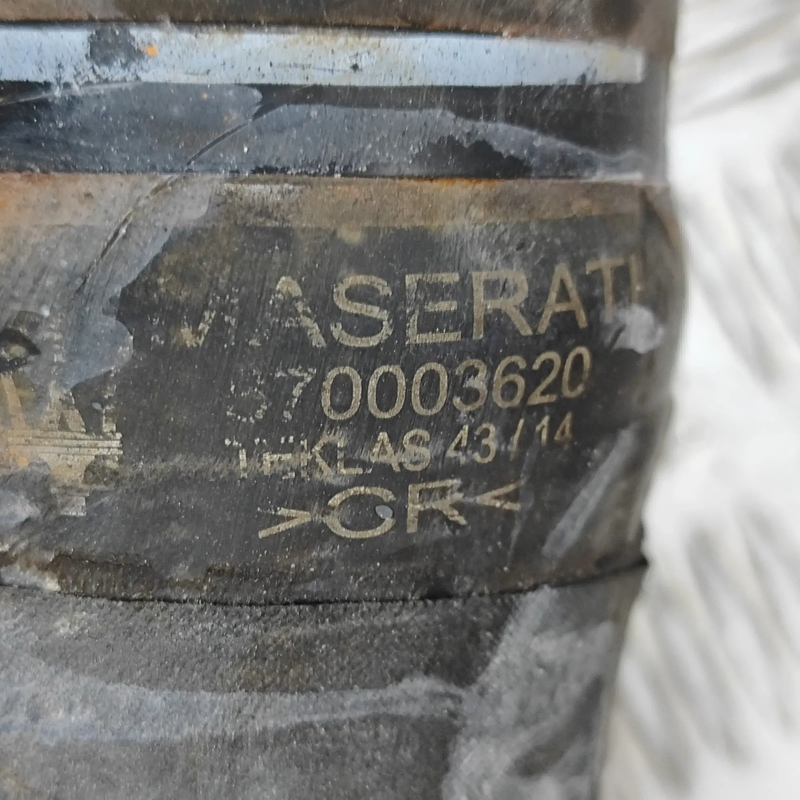 MASERATI
670003620
TEKLAS 43/14
>CR<